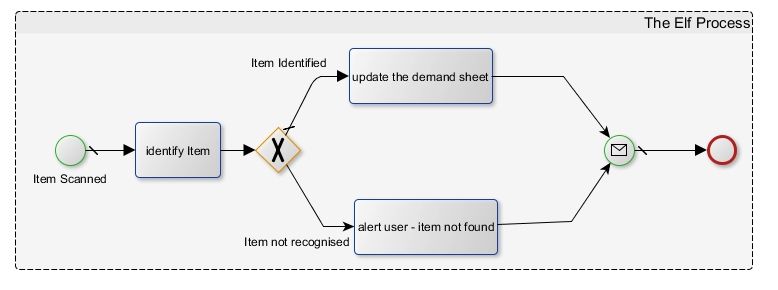 The Elf Process
Item Identified
update the demand sheet
identify Item
Item Scanned
alert user - item not found
Item not recognised